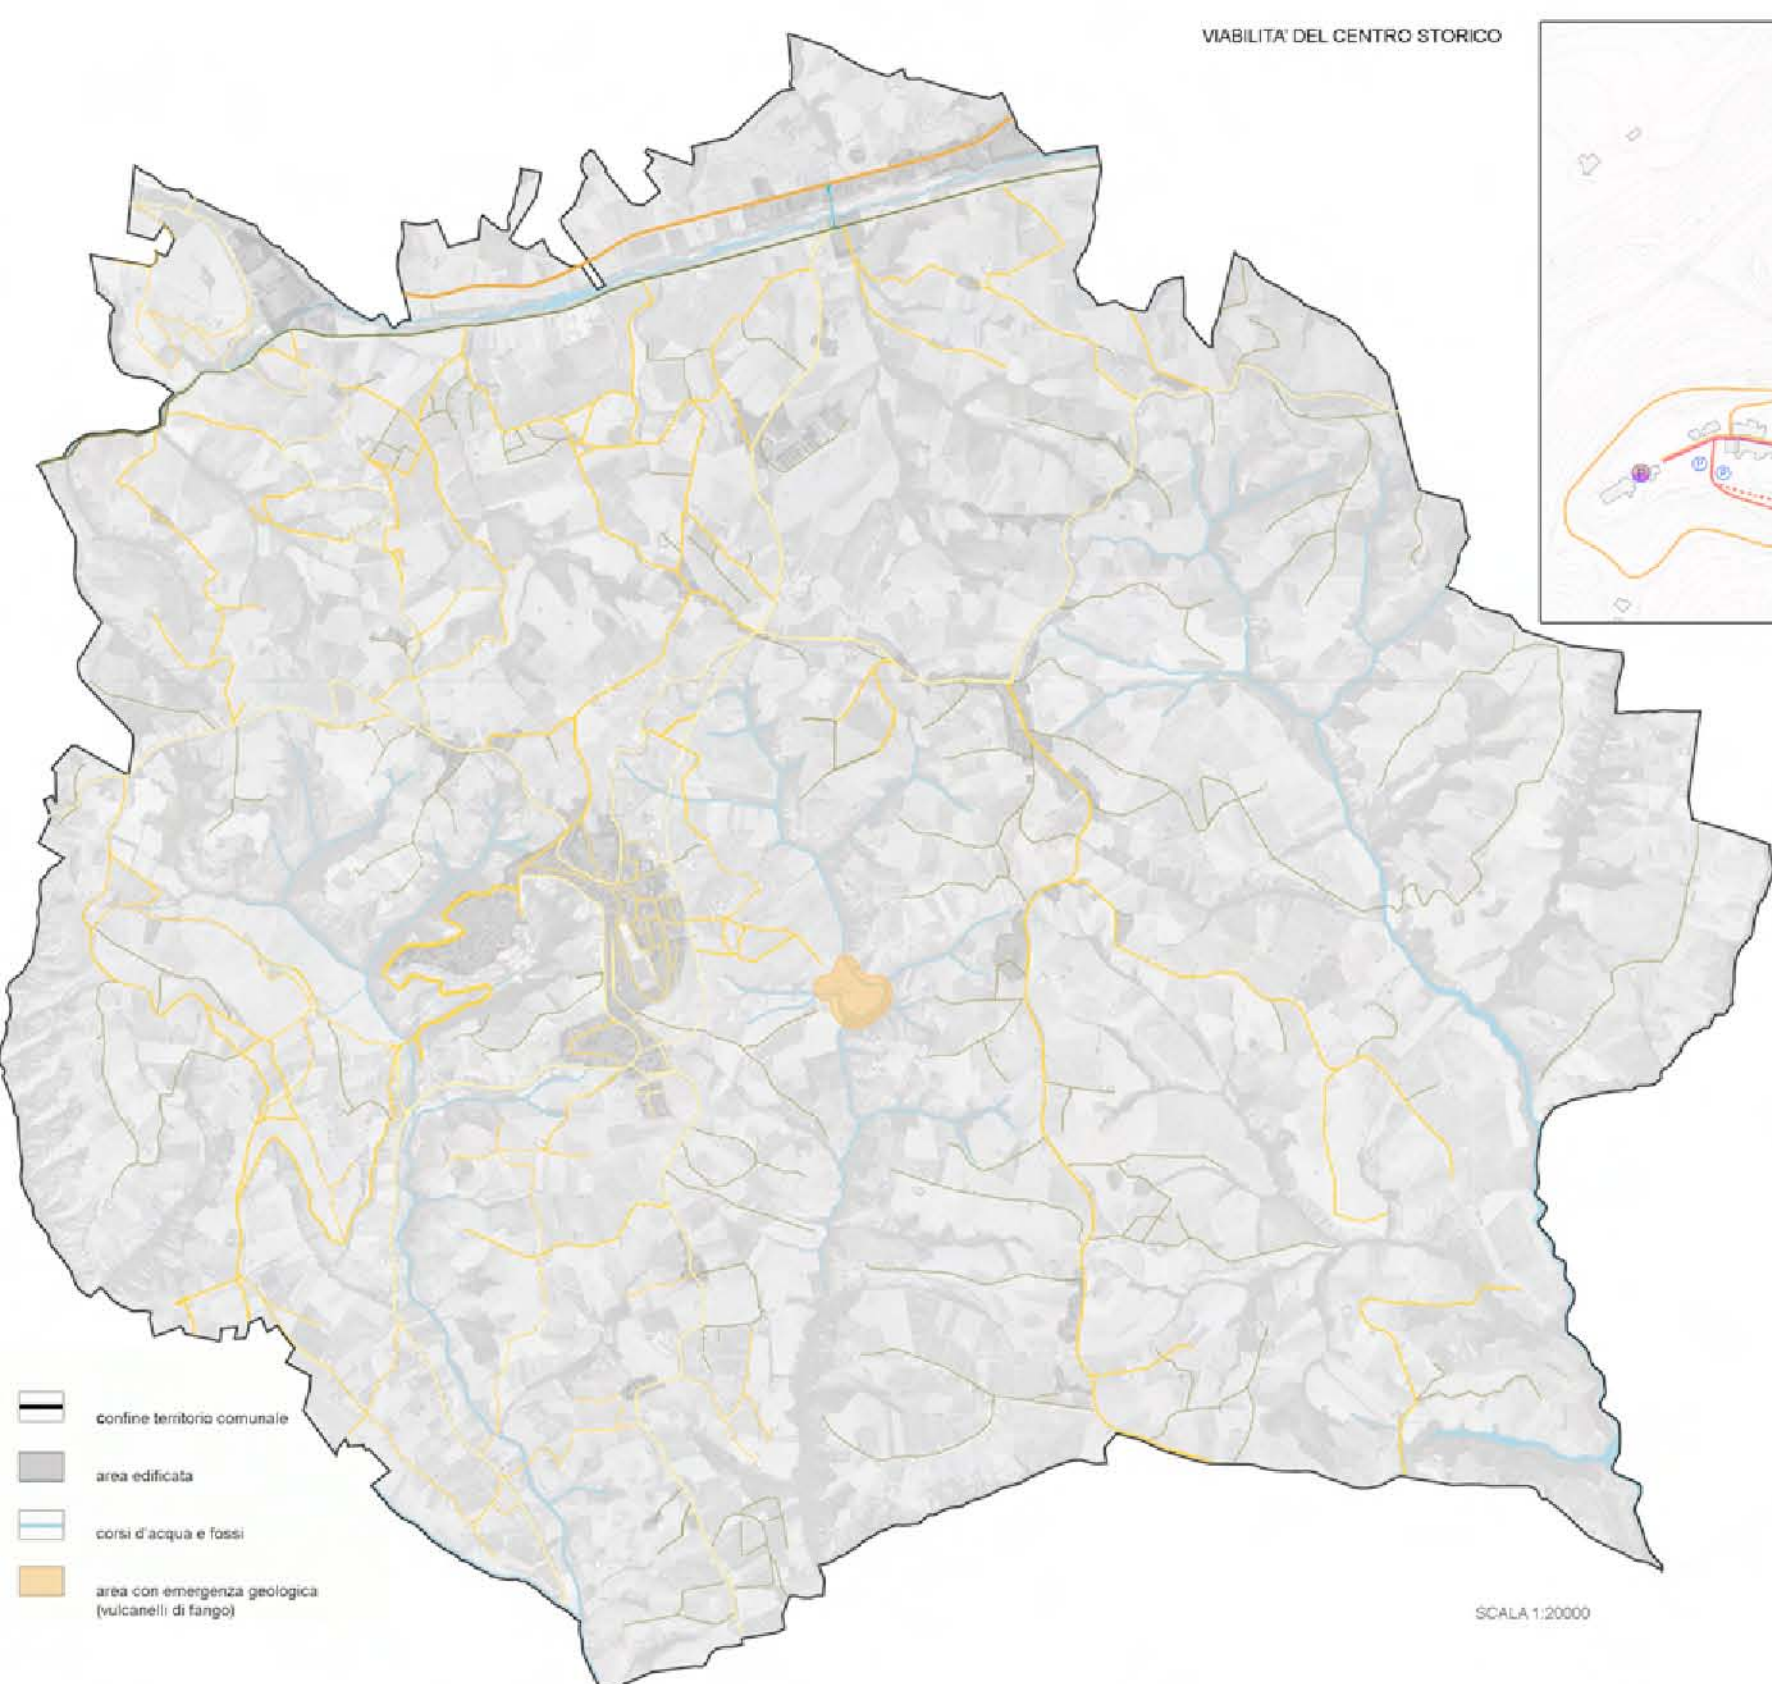 VIABILITA' DEL CENTRO STORICO
P
P
P
confine territorio comunale
area edificata
corsi d'acqua e fossi
area con emergenza geologica
(vulcanelli di fango)
SCALA 1:20000